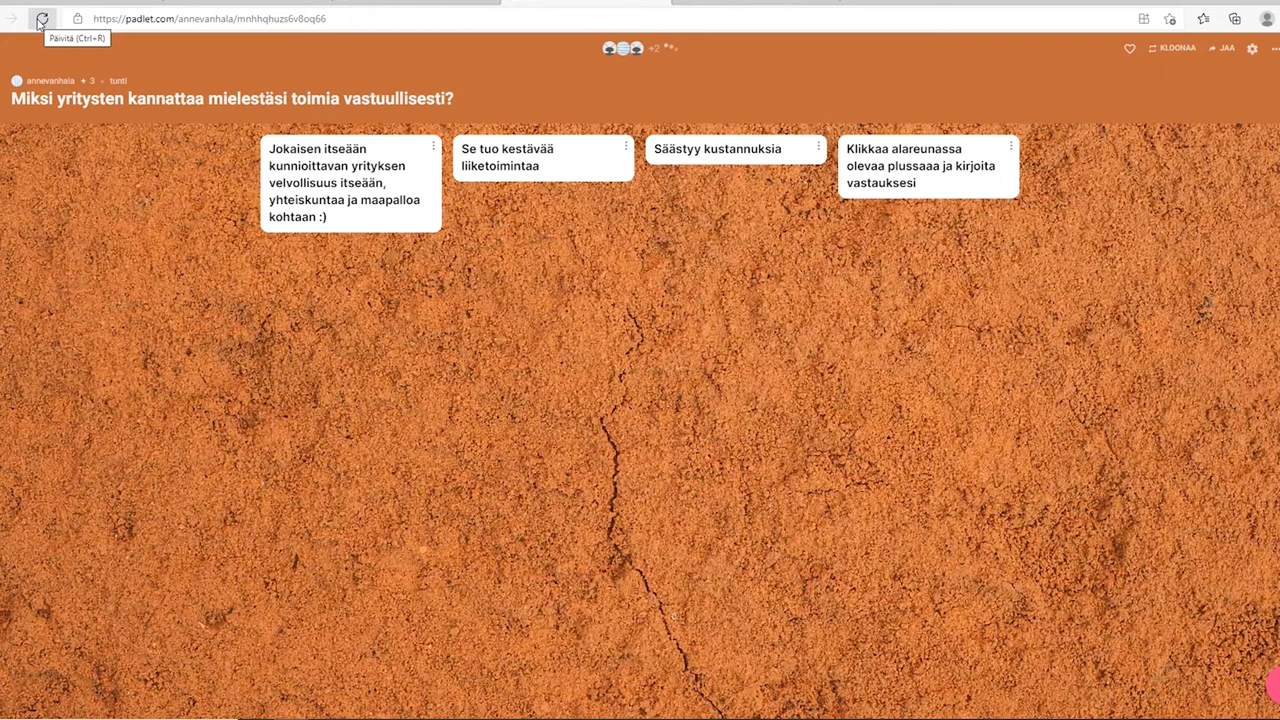 https://padlet.com/annevanhala/mnhhqhuzs6v8oq66
Päivitä (Ctrl+R)
+2
KLOONAA
JAA
annevanhala + 3 · tunti
Miksi yritysten kannattaa mielestäsi toimia vastuullisesti?
Jokaisen itseään
kunnioittavan yrityksen
velvollisuus itseään,
yhteiskuntaa ja maapalloa
kohtaan :)
Se tuo kestävää
liiketoimintaa
Säästyy kustannuksia
Klikkaa alareunassa
olevaa plussaaa ja kirjoita
vastauksesi